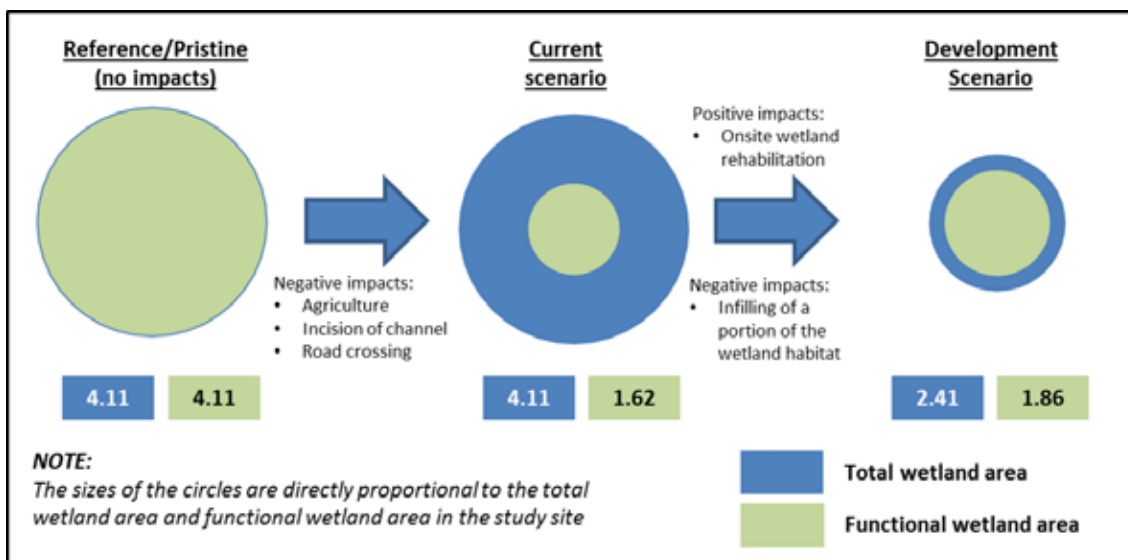 Reference/Pristine
(no impacts)
Current
scenario
Development
Scenario
Negative impacts:
• Agriculture
• Incision of channel
• Road crossing
Positive impacts:
• Onsite wetland
rehabilitation
Negative impacts:
• Infilling of a
portion of the
wetland habitat
4.11
4.11
4.11
1.62
2.41
1.86
NOTE:
The sizes of the circles are directly proportional to the total
wetland area and functional wetland area in the study site
Total wetland area
Functional wetland area